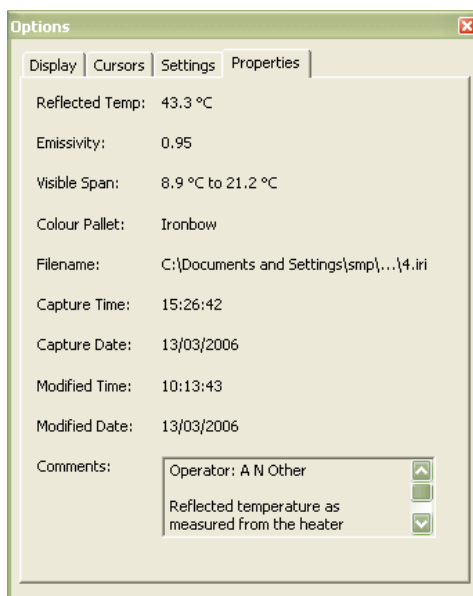 Options
Display Cursors Settings Properties
Reflected Temp: 43.3 °C
Emissivity: 0.95
Visible Span: 8.9 °C to 21.2 °C
Colour Pallet: Ironbow
Filename: C:\Documents and Settings\smp\...\4.iri
Capture Time: 15:26:42
Capture Date: 13/03/2006
Modified Time: 10:13:43
Modified Date: 13/03/2006
Comments: Operator: A N Other
Reflected temperature as
measured from the heater